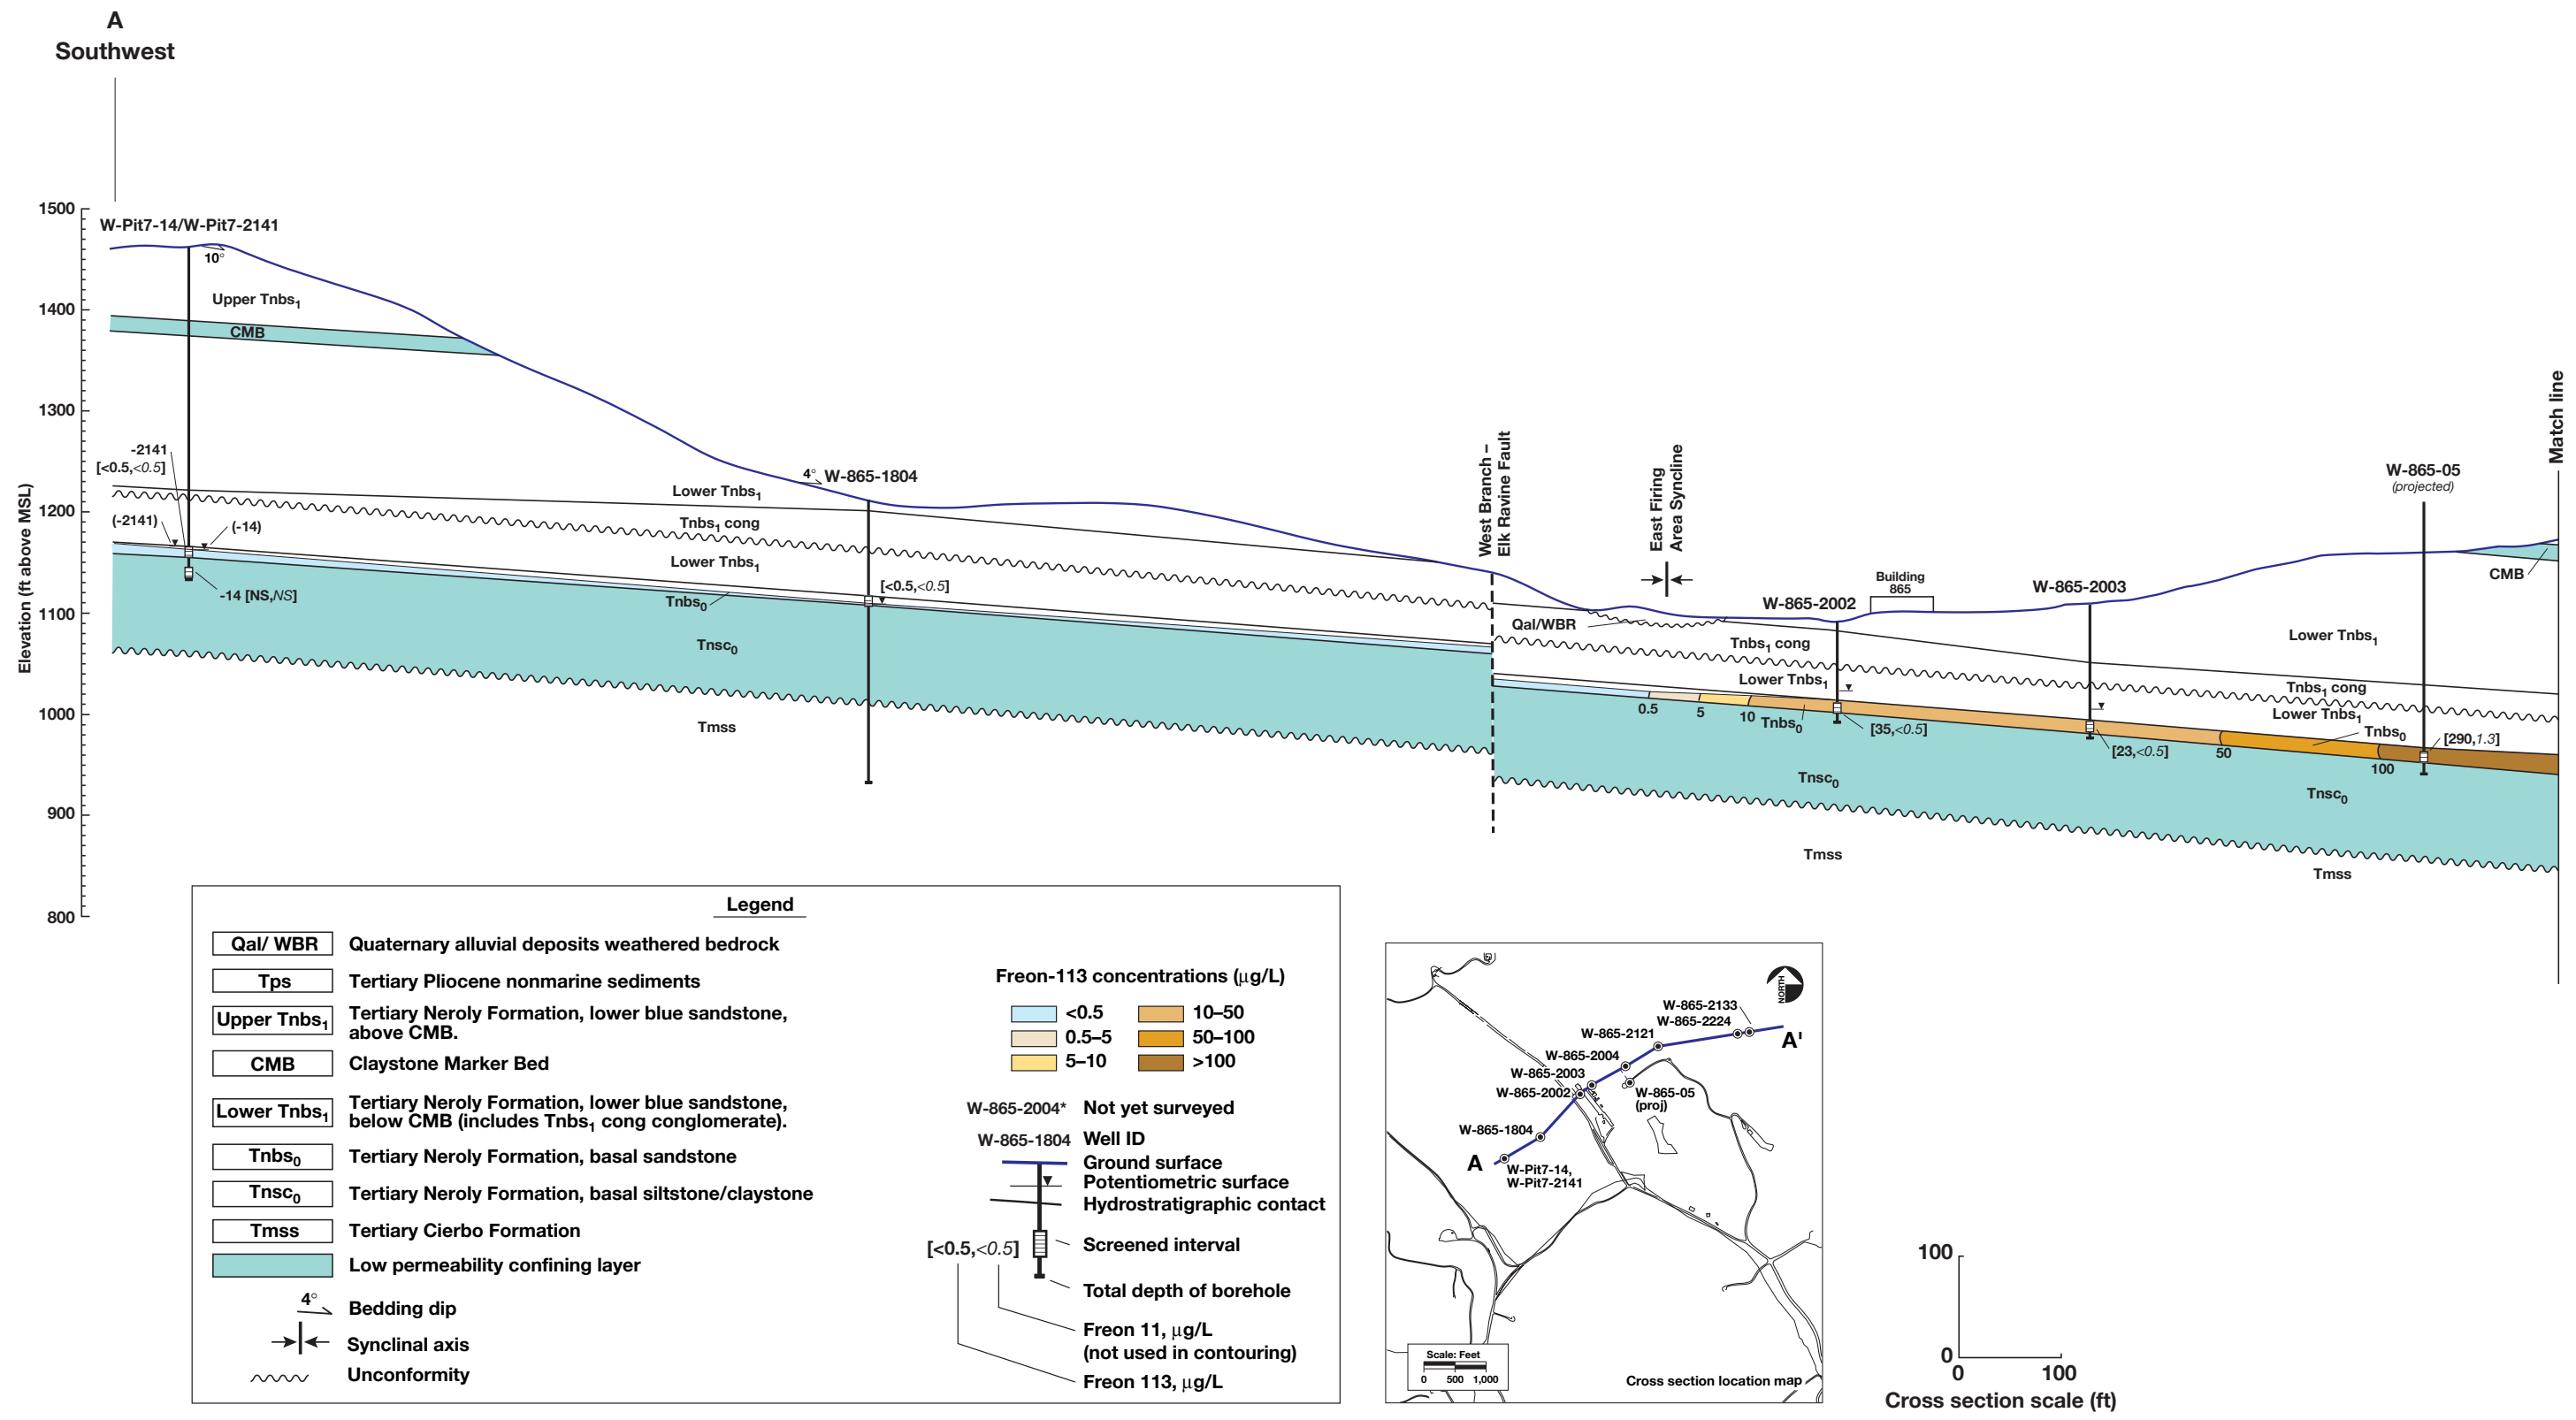 A
Southwest
1500
1400
1300
1200
1100
1000
900
800
Elevation (ft above MSL)
W-Pit7-14/W-Pit7-2141
10°
Upper Tnbs1
CMB
-2141
[<0.5,<0.5]
(-2141)
(-14)
-14 [NS,NS]
4° W-865-1804
Lower Tnbs1
Tnbs1 cong
Lower Tnbs1
[<0.5,<0.5]
Tnbs0
Tnsc0
Tmss
West Branch –
Elk Ravine Fault
East Firing
Area Syncline
Qal/WBR
W-865-2002
Building
865
W-865-2003
W-865-05
(projected)
Match line
CMB
Tnbs1 cong
Lower Tnbs1
Lower Tnbs1
Tnbs1 cong
Lower Tnbs1
0.5
5
10
Tnbs0
[35,<0.5]
[23,<0.5]
50
Tnbs0
[290,1.3]
100
Tnsc0
Tnsc0
Tmss
Tmss
Legend
Qal/ WBR Quaternary alluvial deposits weathered bedrock
Tps Tertiary Pliocene nonmarine sediments
Upper Tnbs1 Tertiary Neroly Formation, lower blue sandstone,
above CMB.
CMB Claystone Marker Bed
Lower Tnbs1 Tertiary Neroly Formation, lower blue sandstone,
below CMB (includes Tnbs1 cong conglomerate).
Tnbs0 Tertiary Neroly Formation, basal sandstone
Tnsc0 Tertiary Neroly Formation, basal siltstone/claystone
Tmss Tertiary Cierbo Formation
Low permeability confining layer
4° Bedding dip
Synclinal axis
Unconformity
Freon-113 concentrations (µg/L)
<0.5 10–50
0.5–5 50–100
5–10 >100
W-865-2004* Not yet surveyed
W-865-1804 Well ID
Ground surface
Potentiometric surface
Hydrostratigraphic contact
[<0.5,<0.5] Screened interval
Total depth of borehole
Freon 11, µg/L
(not used in contouring)
Freon 113, µg/L
NORTH
W-865-2133
W-865-2224
W-865-2121
A'
W-865-2004
W-865-2003
W-865-2002
W-865-05
(proj)
W-865-1804
A
W-Pit7-14,
W-Pit7-2141
Scale: Feet
0 500 1,000
Cross section location map
100
0
0 100
Cross section scale (ft)